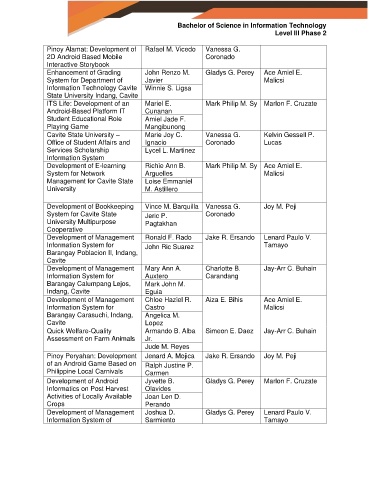 Bachelor of Science in Information Technology
Level III Phase 2
Pinoy Alamat: Development of 2D Android Based Mobile Interactive Storybook
Rafael M. Vicedo
Vanessa G. Coronado
Enhancement of Grading System for Department of Information Technology Cavite State University Indang, Cavite
John Renzo M. Javier
Winnie S. Ligsa
Gladys G. Perey
Ace Amiel E. Malicsi
ITS Life: Development of an Android-Based Platform IT Student Educational Role Playing Game
Mariel E. Cunanan
Amiel Jade F. Mangibunong
Mark Philip M. Sy
Marlon F. Cruzate
Cavite State University – Office of Student Affairs and Services Scholarship Information System
Marie Joy C. Ignacio
Lycel L. Martinez
Vanessa G. Coronado
Kelvin Gessell P. Lucas
Development of E-learning System for Network Management for Cavite State University
Richie Ann B. Arguelles
Loise Emmaniel M. Astillero
Mark Philip M. Sy
Ace Amiel E. Malicsi
Development of Bookkeeping System for Cavite State University Multipurpose Cooperative
Vince M. Barquilla
Jeric P. Pagtakhan
Vanessa G. Coronado
Joy M. Peji
Development of Management Information System for Barangay Poblacion II, Indang, Cavite
Ronald F. Rado
John Ric Suarez
Jake R. Ersando
Lenard Paulo V. Tamayo
Development of Management Information System for Barangay Calumpang Lejos, Indang, Cavite
Mary Ann A. Auxtero
Mark John M. Eguia
Charlotte B. Carandang
Jay-Arr C. Buhain
Development of Management Information System for Barangay Carasuchi, Indang, Cavite
Chloe Haziel R. Castro
Angelica M. Lopez
Aiza E. Bihis
Ace Amiel E. Malicsi
Quick Welfare-Quality Assessment on Farm Animals
Armando B. Alba Jr.
Jude M. Reyes
Simeon E. Daez
Jay-Arr C. Buhain
Pinoy Peryahan: Development of an Android Game Based on Philippine Local Carnivals
Jenard A. Mojica
Ralph Justine P. Carmen
Jake R. Ersando
Joy M. Peji
Development of Android Informatics on Post Harvest Activities of Locally Available Crops
Jyvette B. Olavides
Joan Len D. Perando
Gladys G. Perey
Marlon F. Cruzate
Development of Management Information System of
Joshua D. Sarmiento
Gladys G. Perey
Lenard Paulo V. Tamayo